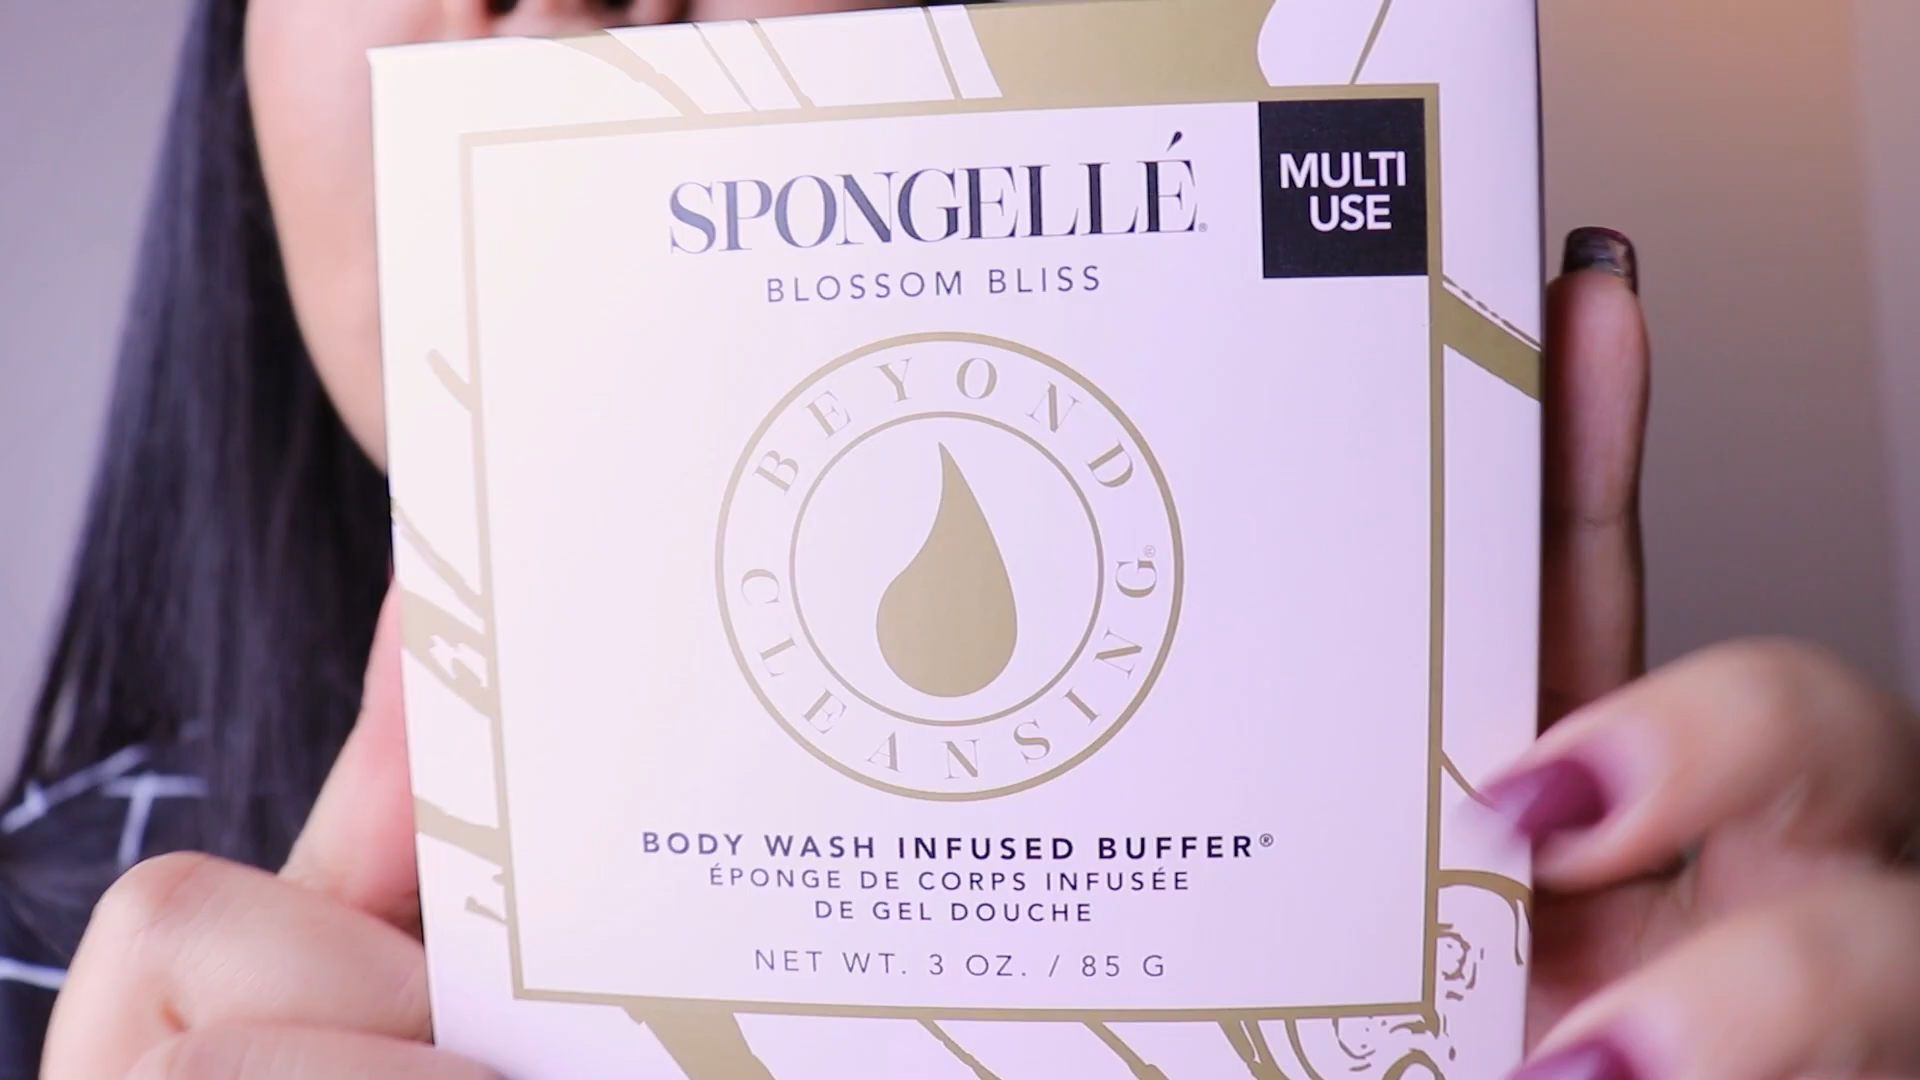 SPONGELLÉ®
BLOSSOM BLISS
MULTI
USE
BEYOND
CLEANSING®
BODY WASH INFUSED BUFFER®
ÉPONGE DE CORPS INFUSÉE
DE GEL DOUCHE
NET WT. 3 OZ. / 85 G